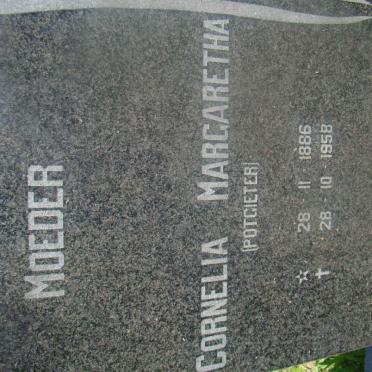 MOEDER
CORNELIA MARGARETHA
(POTGIETER)
☆ 28 · 11 · 1886
✝ 28 · 10 · 1958